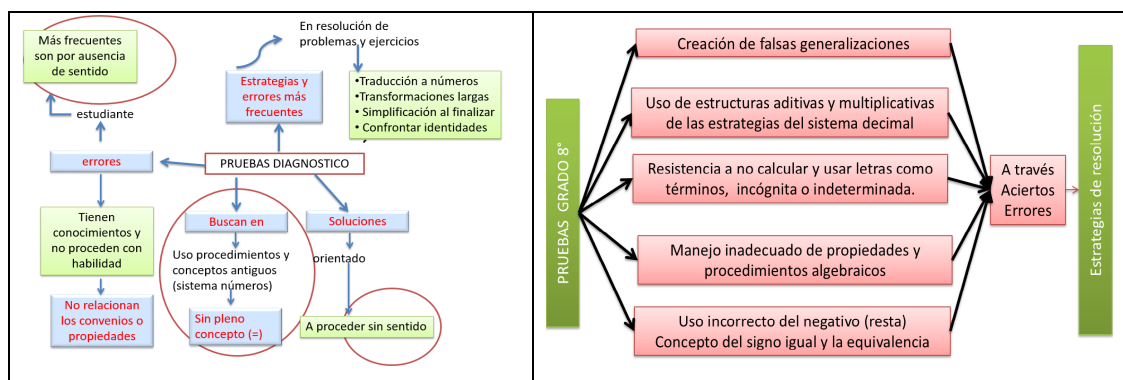 Más frecuentes
son por ausencia
de sentido
estudiante
errores
Tienen
conocimientos y
no proceden con
habilidad
No relacionan
los convenios o
propiedades
En resolución de
problemas y ejercicios
Estrategias y
errores más
frecuentes
•Traducción a números
•Transformaciones largas
•Simplificación al finalizar
• Confrontar identidades
PRUEBAS DIAGNOSTICO
Buscan en
Uso procedimientos y
conceptos antiguos
(sistema números)
Sin pleno
concepto (=)
Soluciones
orientado
A proceder sin sentido
PRUEBAS GRADO 8°
Creación de falsas generalizaciones
Uso de estructuras aditivas y multiplicativas
de las estrategias del sistema decimal
Resistencia a no calcular y usar letras como
términos, incógnita o indeterminada.
Manejo inadecuado de propiedades y
procedimientos algebraicos
Uso incorrecto del negativo (resta)
Concepto del signo igual y la equivalencia
A través
Aciertos
Errores
Estrategias de resolución